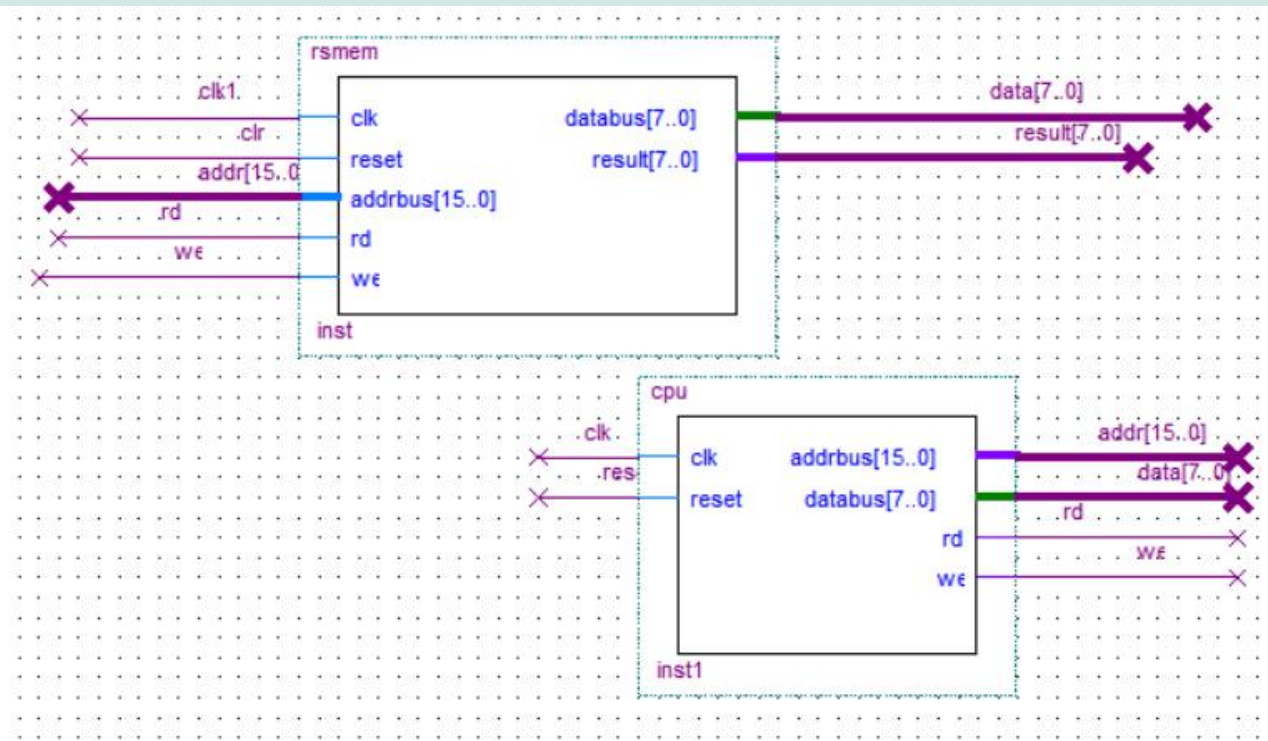 rsmem
clk1
clk databus[7..0] data[7..0]
clr
reset result[7..0] result[7..0]
addr[15..0
addrbus[15..0]
rd
rd
we
we
inst
cpu
clk
clk addrbus[15..0] addr[15..0]
res
reset databus[7..0] data[7..0]
rd
rd
we
we
inst1